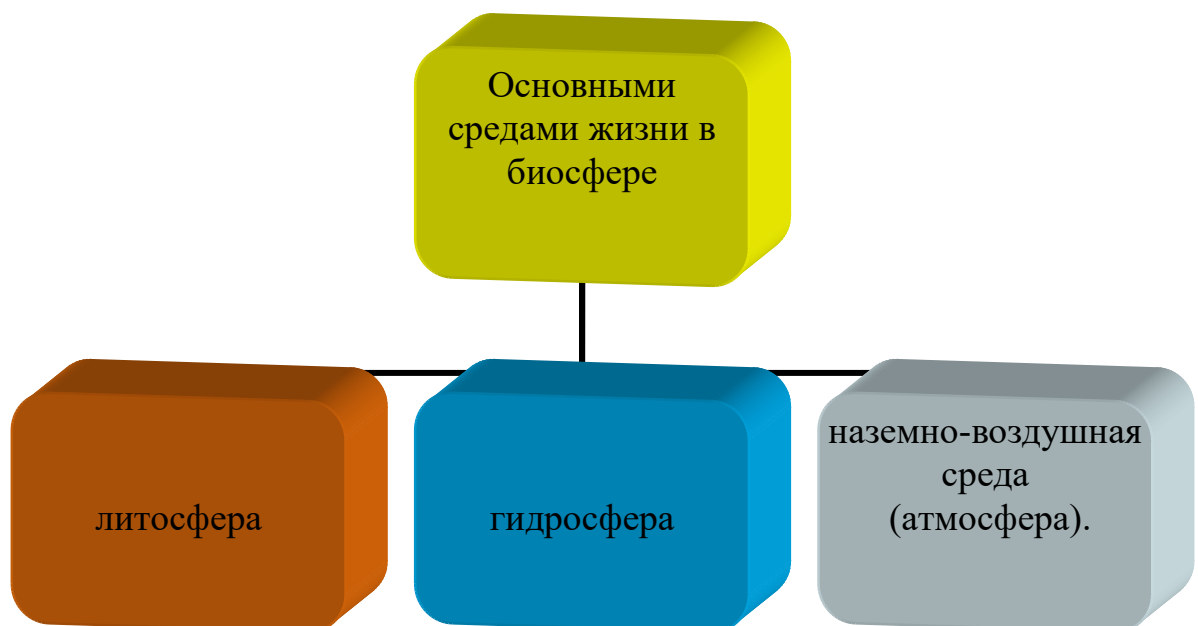 Основными
средами жизни в
биосфере
литосфера
гидросфера
наземно-воздушная
среда
(атмосфера).